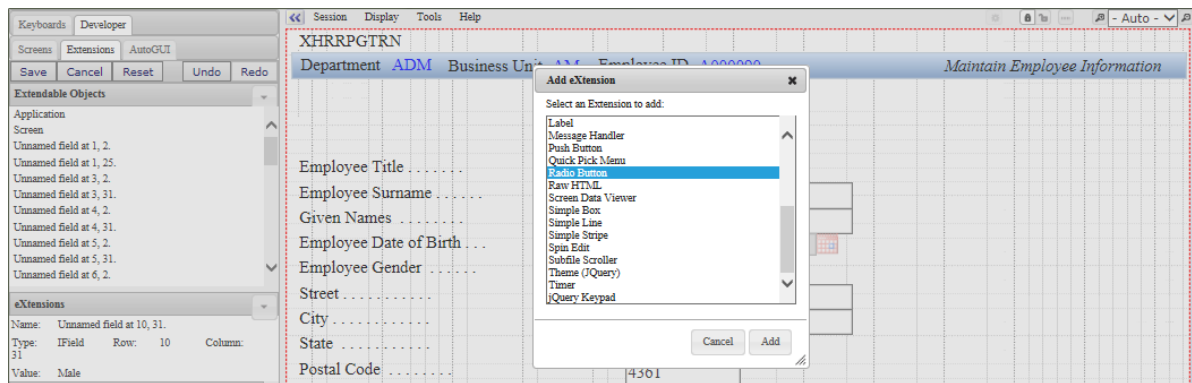 Keyboards Developer
Screens Extensions AutoGUI
Save Cancel Reset Undo Redo
Extendable Objects
Application
Screen
Unnamed field at 1, 2.
Unnamed field at 1, 25.
Unnamed field at 3, 2.
Unnamed field at 3, 31.
Unnamed field at 4, 2.
Unnamed field at 4, 31.
Unnamed field at 5, 2.
Unnamed field at 5, 31.
Unnamed field at 6, 2.
eXtensions
Name: Unnamed field at 10, 31.
Type: IField Row: 10 Column:
31
Value: Male
Session Display Tools Help
- Auto -
XHRRPGTRN
Department ADM Business Unit AM Employee ID Maintain Employee Information
Employee Title . . . . . . .
Employee Surname . . . . . .
Given Names . . . . . . . .
Employee Date of Birth . . .
Employee Gender . . . . . .
Street . . . . . . . . . . .
City . . . . . . . . . . . .
State . . . . . . . . . . .
Postal Code . . . . . . . . 4361
Add eXtension
Select an Extension to add:
Label
Message Handler
Push Button
Quick Pick Menu
Radio Button
Raw HTML
Screen Data Viewer
Simple Box
Simple Line
Simple Stripe
Spin Edit
Subfile Scroller
Theme (JQuery)
Timer
jQuery Keypad
Cancel Add